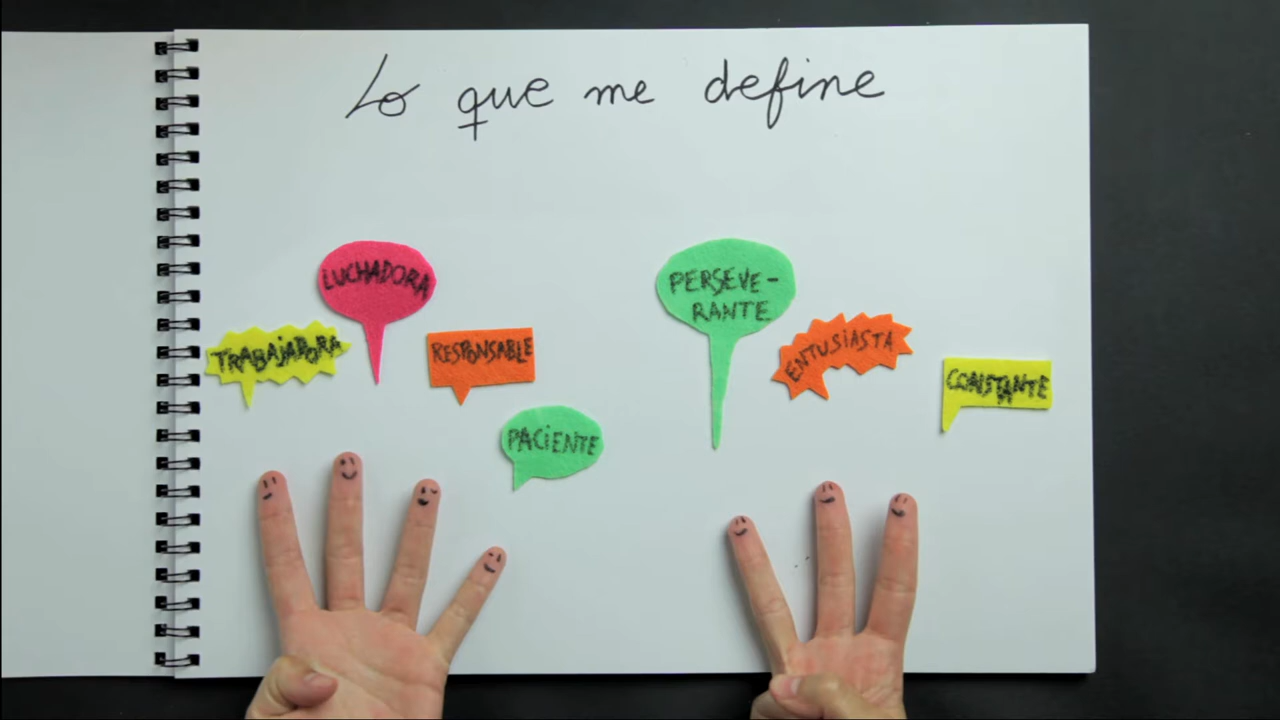 Lo que me define
LUCHADORA
TRABAJADORA
RESPONSABLE
PACIENTE
PERSEVE-
RANTE
ENTUSIASTA
CONSTANTE